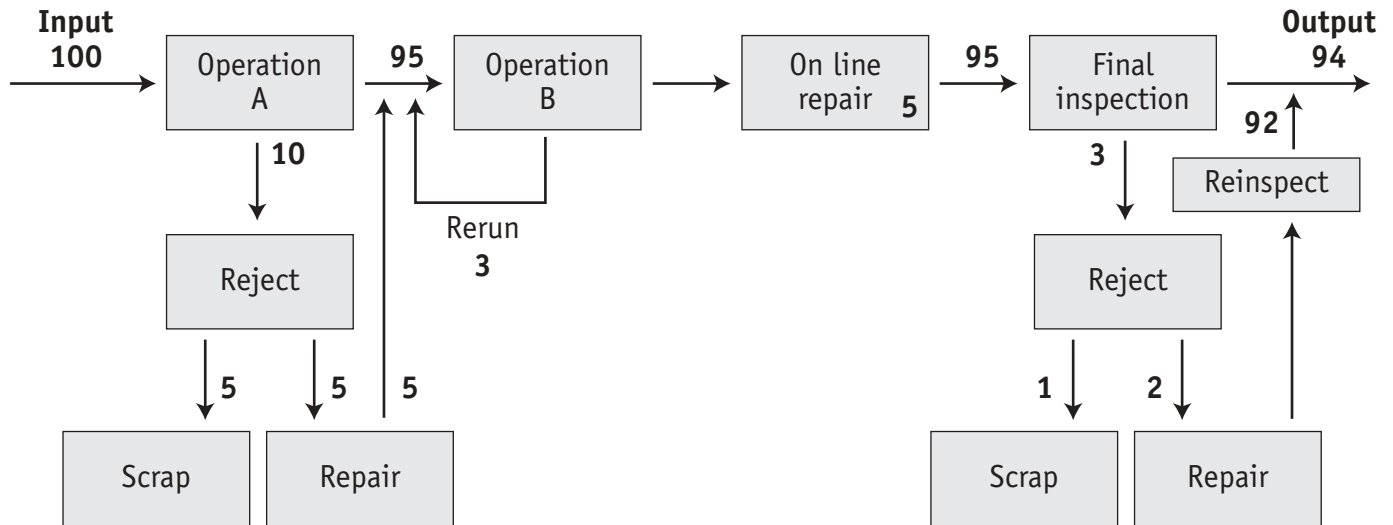 Input
100
Operation
A
95
Operation
B
On line
repair
5
95
Final
inspection
Output
94
10
Rerun
3
3
92
Reinspect
Reject
Reject
5
5
5
1
2
Scrap
Repair
Scrap
Repair